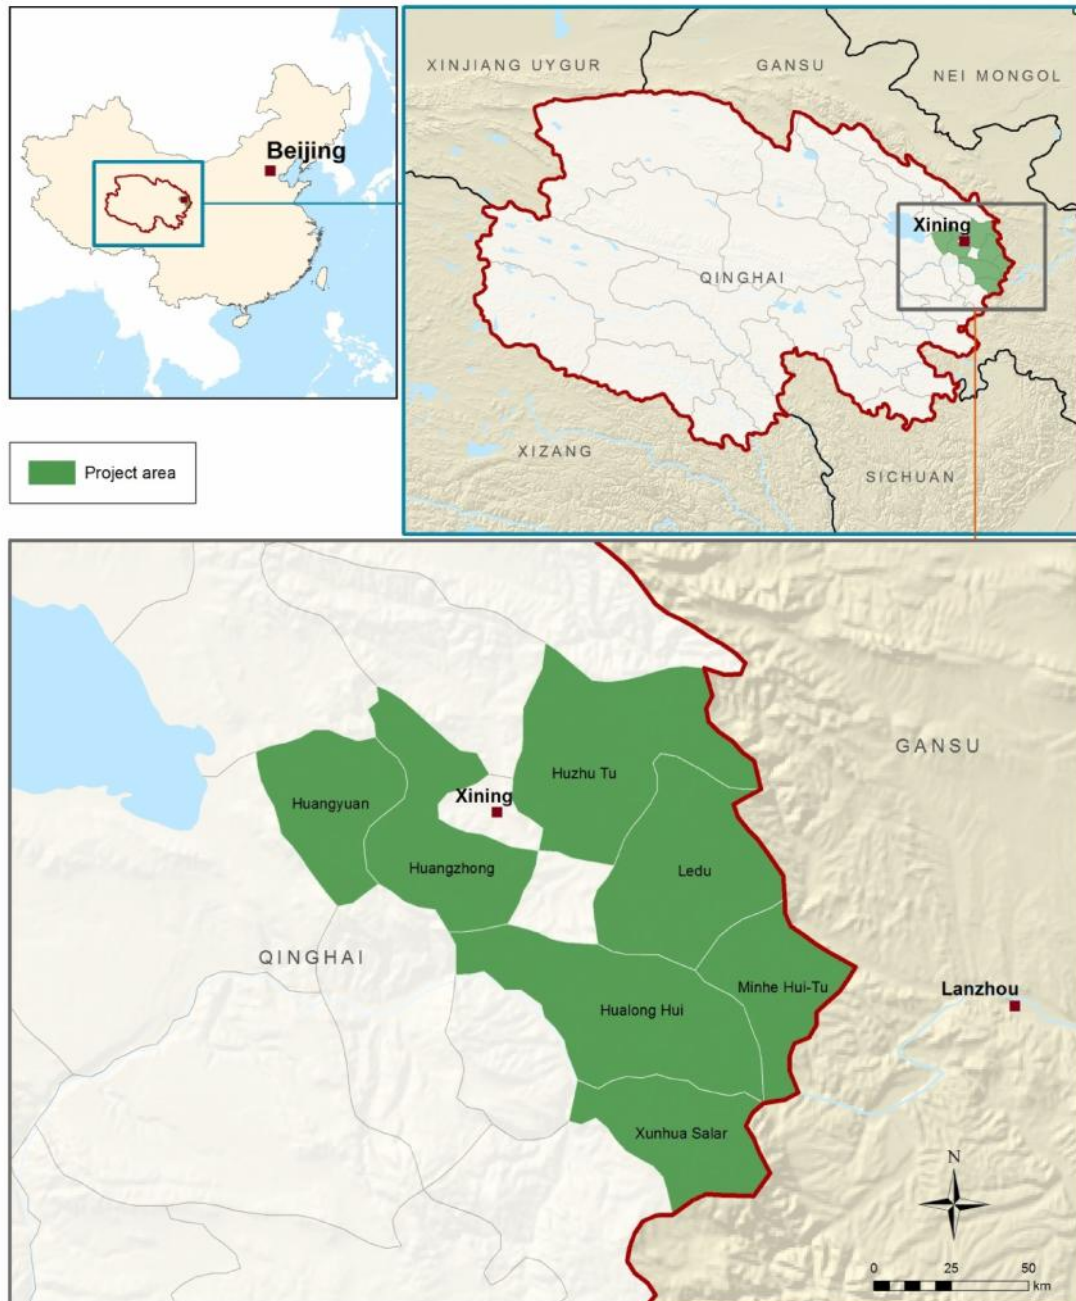 Beijing
XINJIANG UYGUR
GANSU
NEI MONGOL
Xining
QINGHAI
XIZANG
SICHUAN
Project area
GANSU
Huzhu Tu
Xining
Huangyuan
Huangzhong
Ledu
QINGHAI
Minhe Hui-Tu
Lanzhou
Hualong Hui
Xunhua Salar
N
0 25 50
km